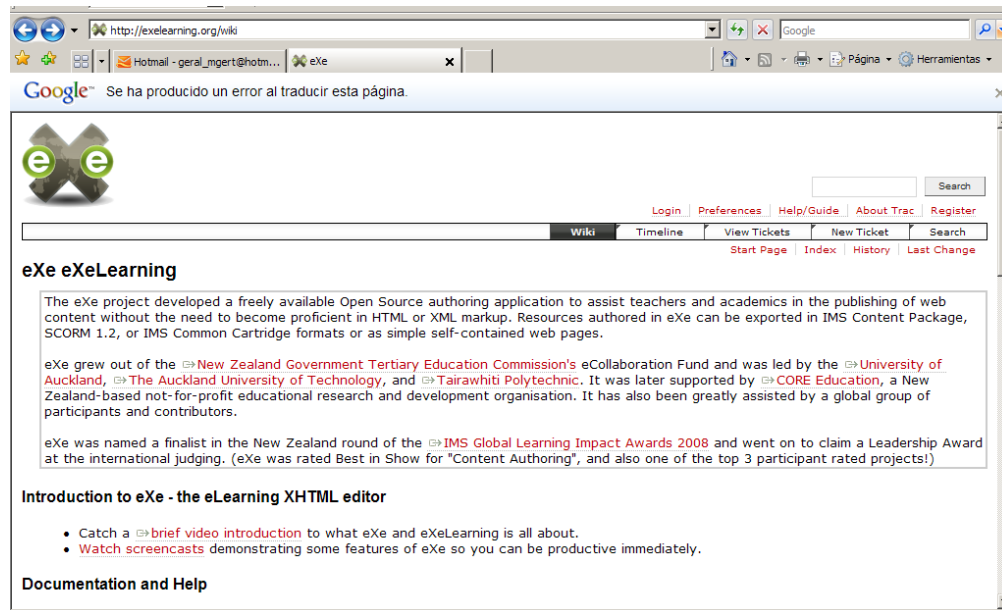 http://exelearning.org/wiki
Google
Hotmail - geral_mgert@hotm...
eXe
Página
Herramientas
Google Se ha producido un error al traducir esta página.
e e
Search
Login Preferences Help/Guide About Trac Register
Wiki Timeline View Tickets New Ticket Search
Start Page Index History Last Change
eXe eXeLearning
The eXe project developed a freely available Open Source authoring application to assist teachers and academics in the publishing of web
content without the need to become proficient in HTML or XML markup. Resources authored in eXe can be exported in IMS Content Package,
SCORM 1.2, or IMS Common Cartridge formats or as simple self-contained web pages.
eXe grew out of the New Zealand Government Tertiary Education Commission's eCollaboration Fund and was led by the University of
Auckland, The Auckland University of Technology, and Tairawhiti Polytechnic. It was later supported by CORE Education, a New
Zealand-based not-for-profit educational research and development organisation. It has also been greatly assisted by a global group of
participants and contributors.
eXe was named a finalist in the New Zealand round of the IMS Global Learning Impact Awards 2008 and went on to claim a Leadership Award
at the international judging. (eXe was rated Best in Show for "Content Authoring", and also one of the top 3 participant rated projects!)
Introduction to eXe - the eLearning XHTML editor
• Catch a brief video introduction to what eXe and eXeLearning is all about.
• Watch screencasts demonstrating some features of eXe so you can be productive immediately.
Documentation and Help